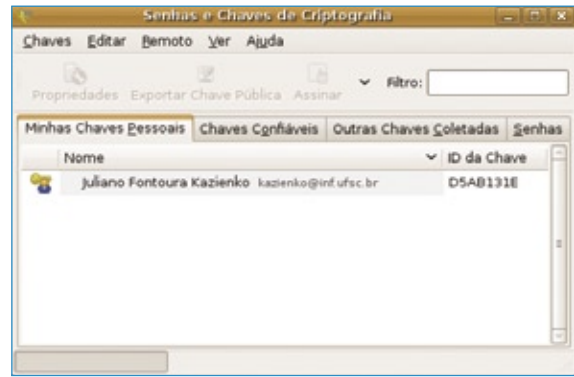 Senhas e Chaves de Criptografia
Chaves Editar Remoto Ver Ajuda
Propriedades Exportar Chave Pública Assinar Filtro:
Minhas Chaves Pessoais Chaves Confiáveis Outras Chaves Coletadas Senhas
Nome ID da Chave
Juliano Fontoura Kazienko kazienko@inf.ufsc.br D5AB131E